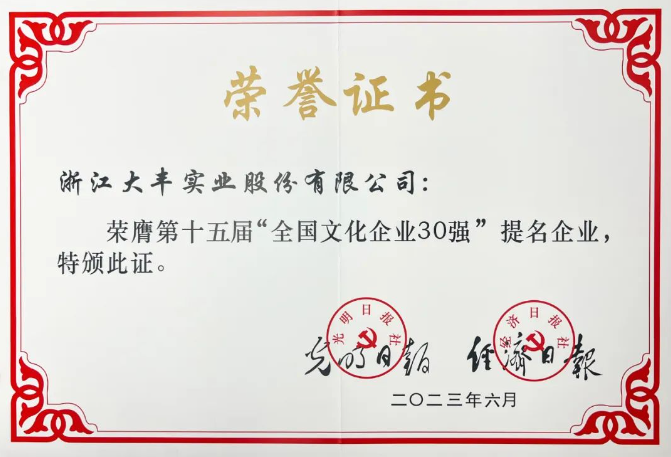 荣誉证书
浙江大丰实业股份有限公司：
荣膺第十五届“全国文化企业30强”提名企业，
特颁此证。
光明日报社
经济日报社
光明日报
经济日報
二〇二三年六月